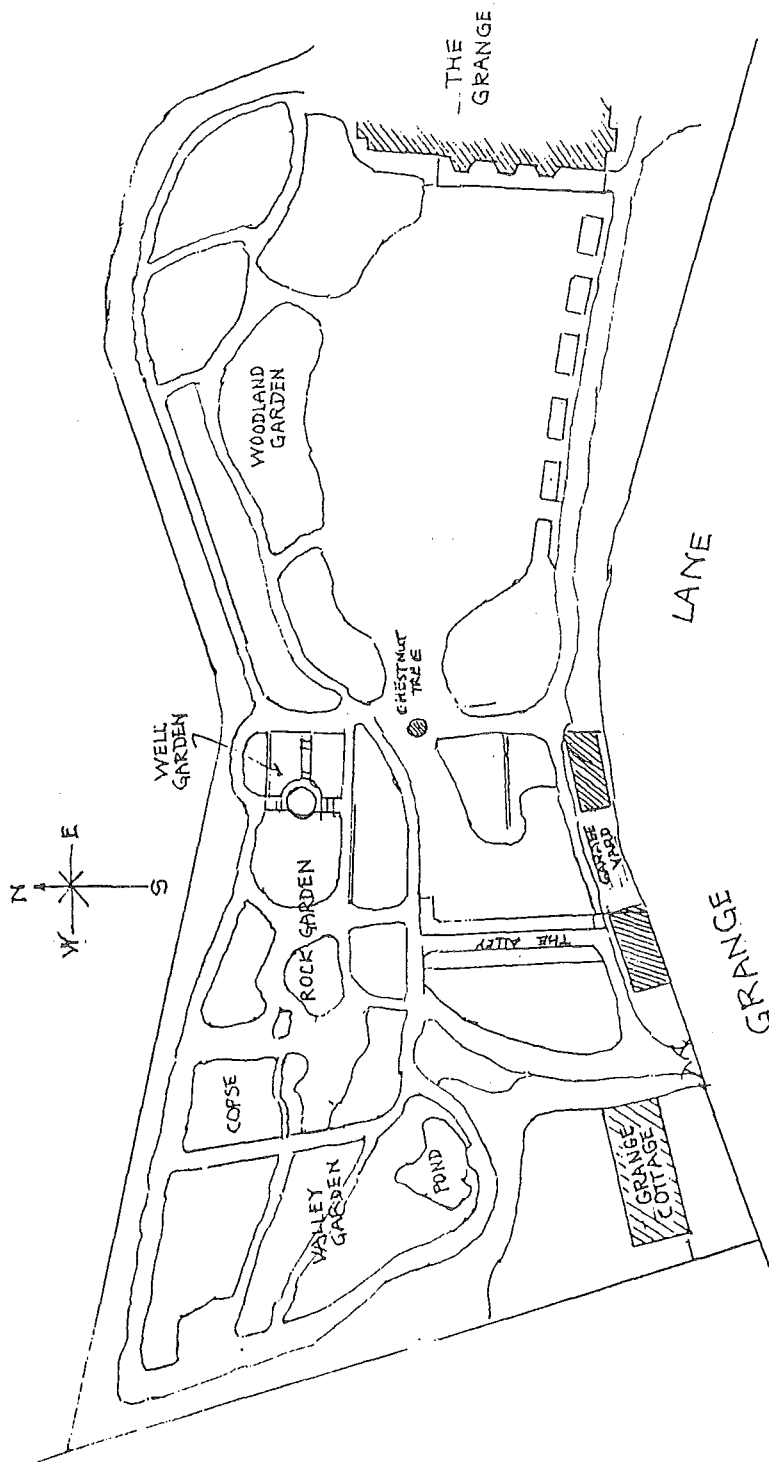 N
W E
S
WELL
GARDEN
COPSE
ROCK GARDEN
WOODLAND
GARDEN
VALLEY
GARDEN
POND
CHESTNUT
TREE
THE
GRANGE
THE ALLEY
GARAGE
YARD
GRANGE
COTTAGE
GRANGE LANE